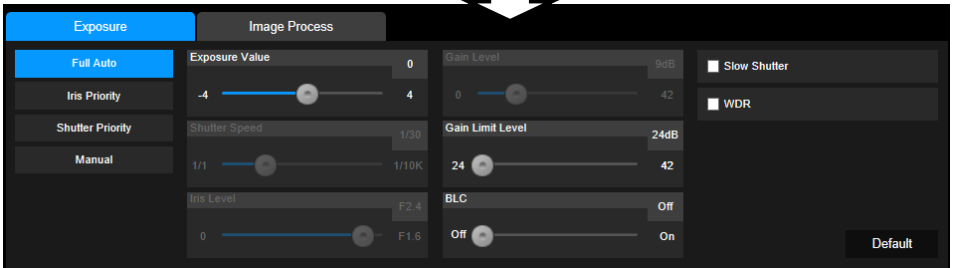 Exposure
Image Process
Full Auto
Iris Priority
Shutter Priority
Manual
Exposure Value 0
-4 4
Shutter Speed 1/30
1/1 1/10K
Iris Level F2.4
0 F1.6
Gain Level 9dB
0 42
Gain Limit Level 24dB
24 42
BLC Off
Off On
Slow Shutter
WDR
Default